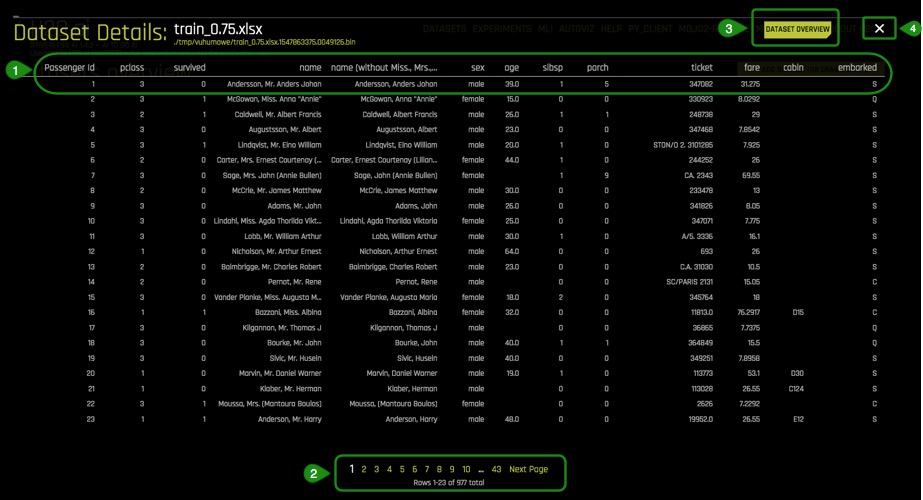 Dataset Details: train_0.75.xlsx
./tmp/vuhumowe/train_0.75.xlsx.1547863375.0049126.bin
DATASETS EXPERIMENTS MLI AUTOVIZ HELP PY_CLIENT
3 DATASET OVERVIEW × 4
1 Passenger Id pclass survived name name (without Miss., Mrs.,... sex age sibsp parch ticket fare cabin embarked
1 3 0 Andersson, Mr. Anders Johan Andersson, Anders Johan male 39.0 1 5 347082 31.275 S
2 3 1 McGowan, Miss. Anna "Annie" McGowan, Anna "Annie" female 15.0 0 0 330923 8.0292 Q
3 2 1 Caldwell, Mr. Albert Francis Caldwell, Albert Francis male 26.0 1 1 248738 29 S
4 3 0 Augustsson, Mr. Albert Augustsson, Albert male 23.0 0 0 347468 7.8542 S
5 3 1 Lindqvist, Mr. Eino William Lindqvist, Eino William male 20.0 1 0 STON/O 2. 3101285 7.925 S
6 2 0 Carter, Mrs. Ernest Courtenay (... Carter, Ernest Courtenay (Lilian... female 44.0 1 0 244252 26 S
7 3 0 Sage, Mrs. John (Annie Bullen) Sage, John (Annie Bullen) female 1 9 CA. 2343 69.55 S
8 2 0 McCrie, Mr. James Matthew McCrie, James Matthew male 30.0 0 0 233478 13 S
9 3 0 Adams, Mr. John Adams, John male 26.0 0 0 341826 8.05 S
10 3 0 Lindahl, Miss. Agda Thorilda Vikt... Lindahl, Agda Thorilda Viktoria female 25.0 0 0 347071 7.775 S
11 3 0 Lobb, Mr. William Arthur Lobb, William Arthur male 30.0 1 0 A/5. 3336 16.1 S
12 1 0 Nicholson, Mr. Arthur Ernest Nicholson, Arthur Ernest male 64.0 0 0 693 26 S
13 2 0 Baimbrigge, Mr. Charles Robert Baimbrigge, Charles Robert male 23.0 0 0 C.A. 31030 10.5 S
14 2 0 Pernot, Mr. Rene Pernot, Rene male 0 0 SC/PARIS 2131 15.05 C
15 3 0 Vander Planke, Miss. Augusta M... Vander Planke, Augusta Maria female 18.0 2 0 345764 18 S
16 1 1 Bazzani, Miss. Albina Bazzani, Albina female 32.0 0 0 11813.0 76.2917 D15 C
17 3 0 Kilgannon, Mr. Thomas J Kilgannon, Thomas J male 0 0 36865 7.7375 Q
18 3 0 Bourke, Mr. John Bourke, John male 40.0 1 1 364849 15.5 Q
19 3 0 Sivic, Mr. Husein Sivic, Husein male 40.0 0 0 349251 7.8958 S
20 1 0 Marvin, Mr. Daniel Warner Marvin, Daniel Warner male 19.0 1 0 113773 53.1 D30 S
21 1 0 Klaber, Mr. Herman Klaber, Herman male 0 0 113028 26.55 C124 S
22 3 1 Moussa, Mrs. (Mantoura Boulos) Moussa, (Mantoura Boulos) female 0 0 2626 7.2292 C
23 1 1 Anderson, Mr. Harry Anderson, Harry male 48.0 0 0 19952.0 26.55 E12 S
2 1 2 3 4 5 6 7 8 9 10 ... 43 Next Page
Rows 1-23 of 977 total